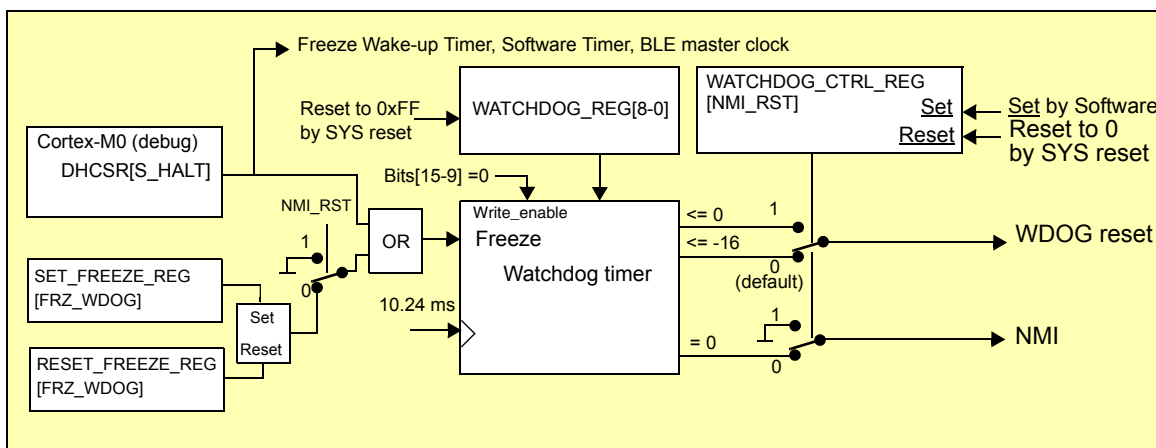 Freeze Wake-up Timer, Software Timer, BLE master clock
WATCHDOG_CTRL_REG
[NMI_RST]
Set
Reset
Set by Software
Reset to 0
by SYS reset
Reset to 0xFF
by SYS reset
WATCHDOG_REG[8-0]
Cortex-M0 (debug)
DHCSR[S_HALT]
Bits[15-9] =0
NMI_RST
1
0
OR
Write_enable
Freeze
Watchdog timer
<= 0
<= -16
1
0
(default)
WDOG reset
SET_FREEZE_REG
[FRZ_WDOG]
Set
Reset
10.24 ms
RESET_FREEZE_REG
[FRZ_WDOG]
= 0
1
0
NMI